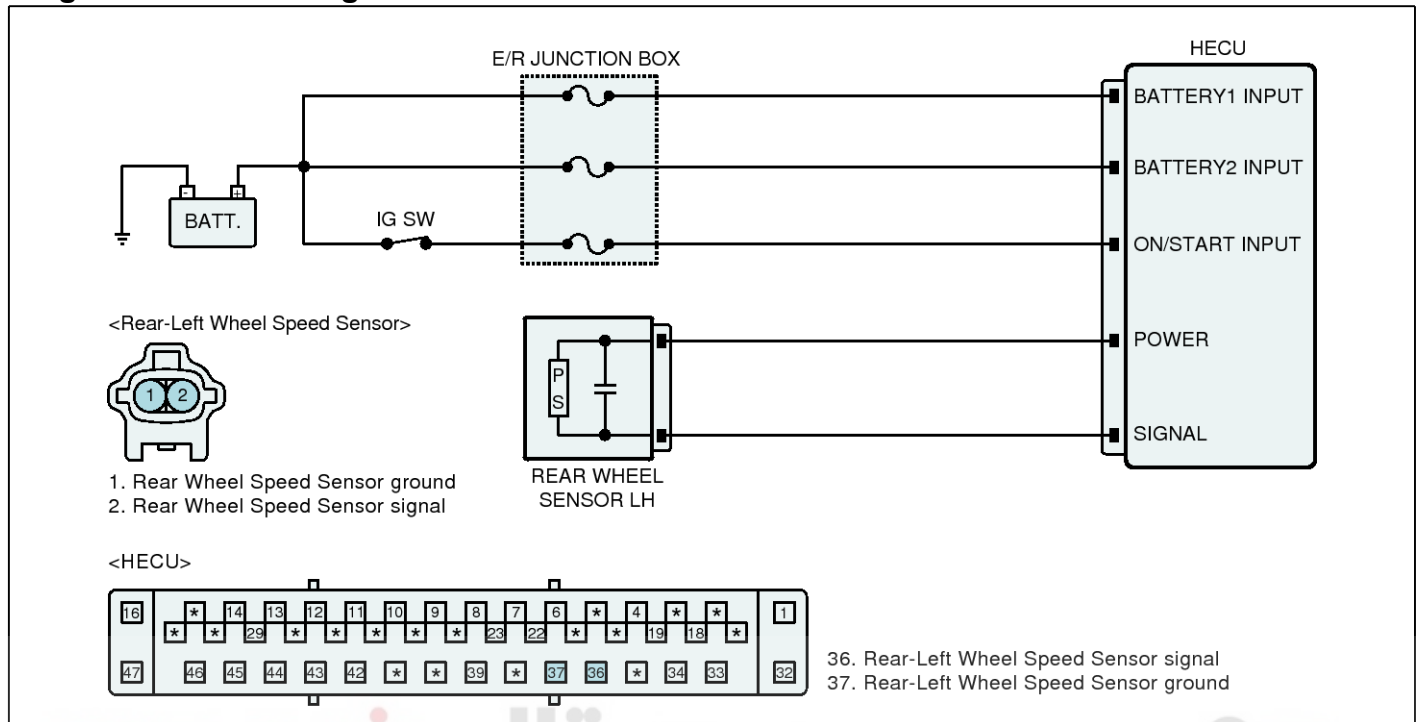 E/R JUNCTION BOX
HECU
BATTERY1 INPUT
BATTERY2 INPUT
- +
BATT.
IG SW
ON/START INPUT
<Rear-Left Wheel Speed Sensor>
POWER
1 2
P
S
SIGNAL
REAR WHEEL
SENSOR LH
1. Rear Wheel Speed Sensor ground
2. Rear Wheel Speed Sensor signal
<HECU>
16 * 14 13 12 11 10 9 8 7 6 * 4 * * 1
* * 29 * * * * * 23 22 * * 19 18 *
47 46 45 44 43 42 * * 39 * 37 36 * 34 33 32
36. Rear-Left Wheel Speed Sensor signal
37. Rear-Left Wheel Speed Sensor ground